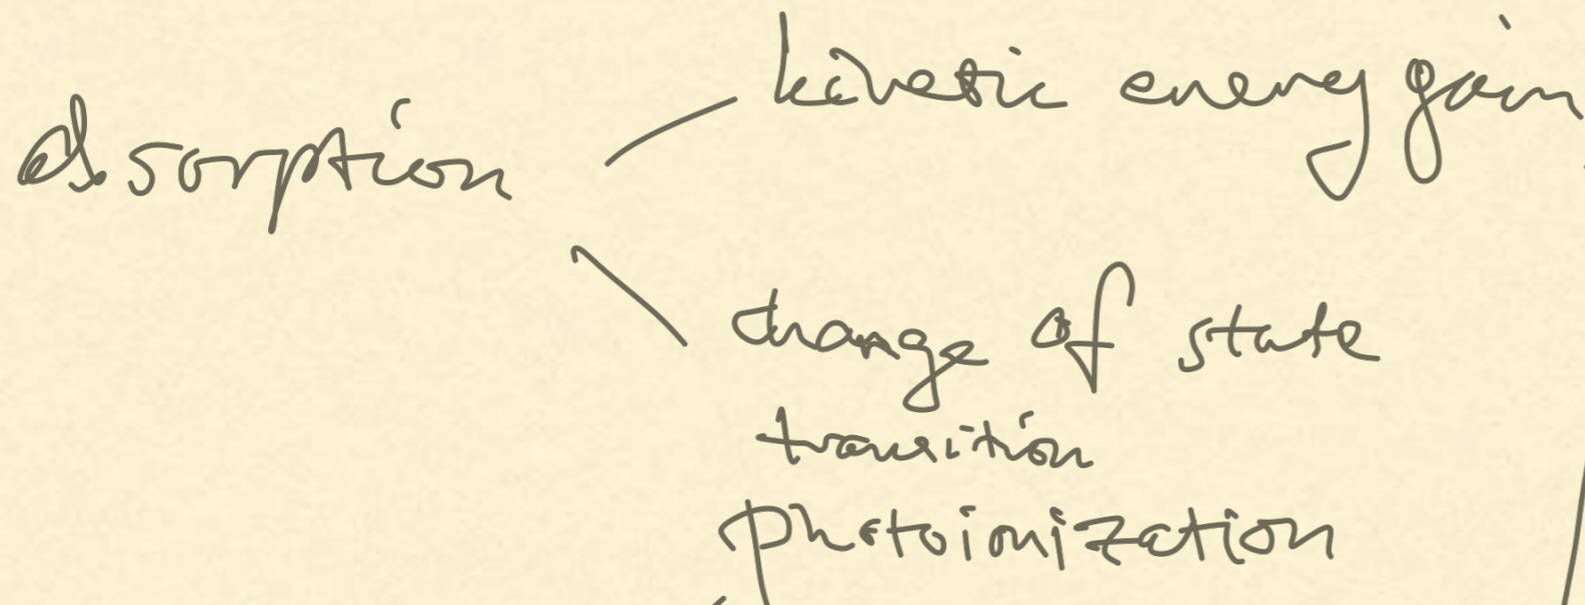 absorption
kinetic energy gain
change of state
transition
photoionization